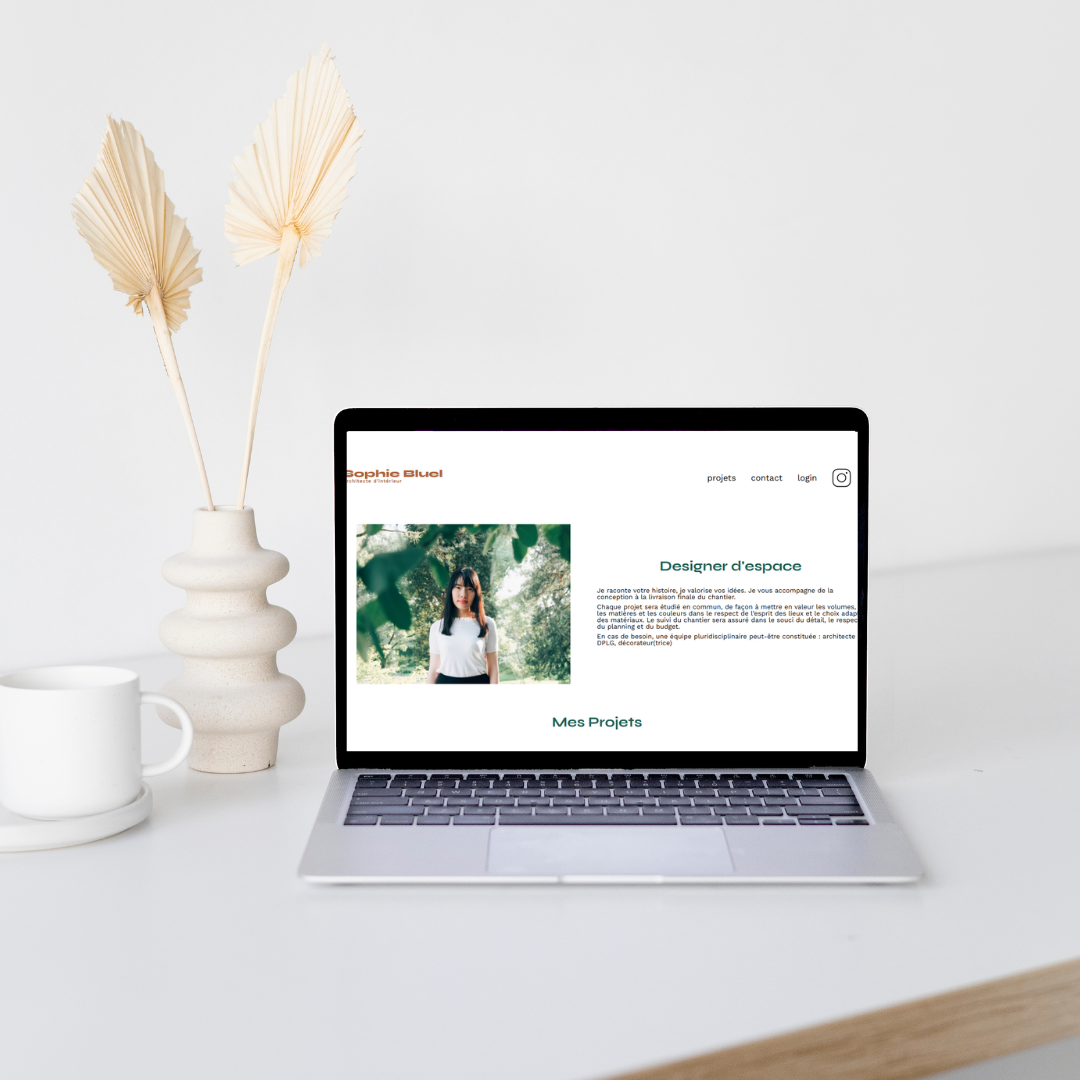 Sophie Bluel
rchitecte d'intérieur
projets contact login
Designer d'espace
Je raconte votre histoire, je valorise vos idées. Je vous accompagne de la
conception à la livraison finale du chantier.
Chaque projet sera étudié en commun, de façon à mettre en valeur les volumes,
les matières et les couleurs dans le respect de l'esprit des lieux et le choix adap
des matériaux. Le suivi du chantier sera assuré dans le souci du détail, le respec
du planning et du budget.
En cas de besoin, une équipe pluridisciplinaire peut-être constituée : architecte
DPLG, décorateur(trice)
Mes Projets